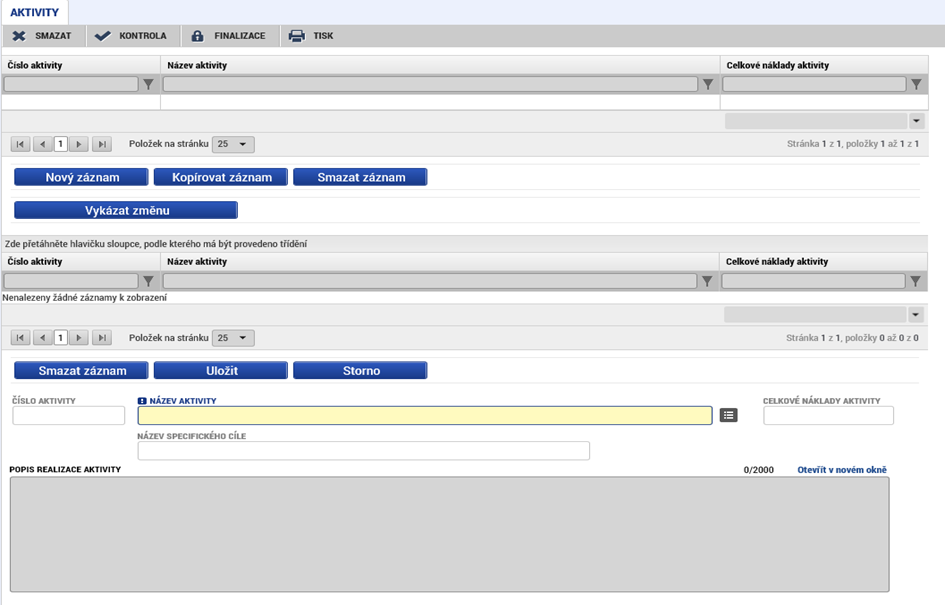 AKTIVITY
SMAZAT KONTROLA FINALIZACE TISK
Číslo aktivity Název aktivity Celkové náklady aktivity
1 Položek na stránku 25 Stránka 1 z 1, položky 1 až 1 z 1
Nový záznam Kopírovat záznam Smazat záznam
Vykázat změnu
Zde přetáhněte hlavičku sloupce, podle kterého má být provedeno třídění
Číslo aktivity Název aktivity Celkové náklady aktivity
Nenalezeny žádné záznamy k zobrazení
1 Položek na stránku 25 Stránka 1 z 1, položky 0 až 0 z 0
Smazat záznam Uložit Storno
ČÍSLO AKTIVITY NÁZEV AKTIVITY CELKOVÉ NÁKLADY AKTIVITY
NÁZEV SPECIFICKÉHO CÍLE
POPIS REALIZACE AKTIVITY 0/2000 Otevřít v novém okně